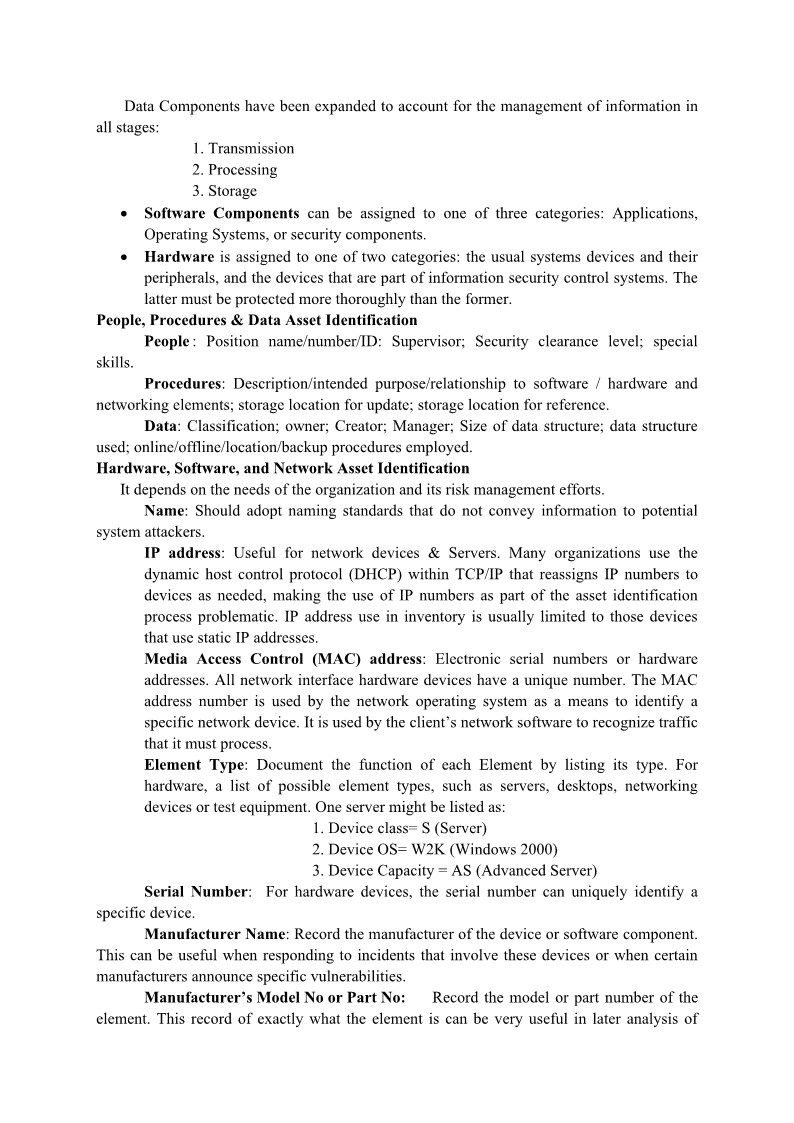 Data Components have been expanded to account for the management of information in
all stages:
1. Transmission
2. Processing
3. Storage
• Software Components can be assigned to one of three categories: Applications,
Operating Systems, or security components.
• Hardware is assigned to one of two categories: the usual systems devices and their
peripherals, and the devices that are part of information security control systems. The
latter must be protected more thoroughly than the former.
People, Procedures & Data Asset Identification
People : Position name/number/ID: Supervisor; Security clearance level; special
skills.
Procedures: Description/intended purpose/relationship to software / hardware and
networking elements; storage location for update; storage location for reference.
Data: Classification; owner; Creator; Manager; Size of data structure; data structure
used; online/offline/location/backup procedures employed.
Hardware, Software, and Network Asset Identification
It depends on the needs of the organization and its risk management efforts.
Name: Should adopt naming standards that do not convey information to potential
system attackers.
IP address: Useful for network devices & Servers. Many organizations use the
dynamic host control protocol (DHCP) within TCP/IP that reassigns IP numbers to
devices as needed, making the use of IP numbers as part of the asset identification
process problematic. IP address use in inventory is usually limited to those devices
that use static IP addresses.
Media Access Control (MAC) address: Electronic serial numbers or hardware
addresses. All network interface hardware devices have a unique number. The MAC
address number is used by the network operating system as a means to identify a
specific network device. It is used by the client’s network software to recognize traffic
that it must process.
Element Type: Document the function of each Element by listing its type. For
hardware, a list of possible element types, such as servers, desktops, networking
devices or test equipment. One server might be listed as:
1. Device class= S (Server)
2. Device OS= W2K (Windows 2000)
3. Device Capacity = AS (Advanced Server)
Serial Number: For hardware devices, the serial number can uniquely identify a
specific device.
Manufacturer Name: Record the manufacturer of the device or software component.
This can be useful when responding to incidents that involve these devices or when certain
manufacturers announce specific vulnerabilities.
Manufacturer’s Model No or Part No: Record the model or part number of the
element. This record of exactly what the element is can be very useful in later analysis of